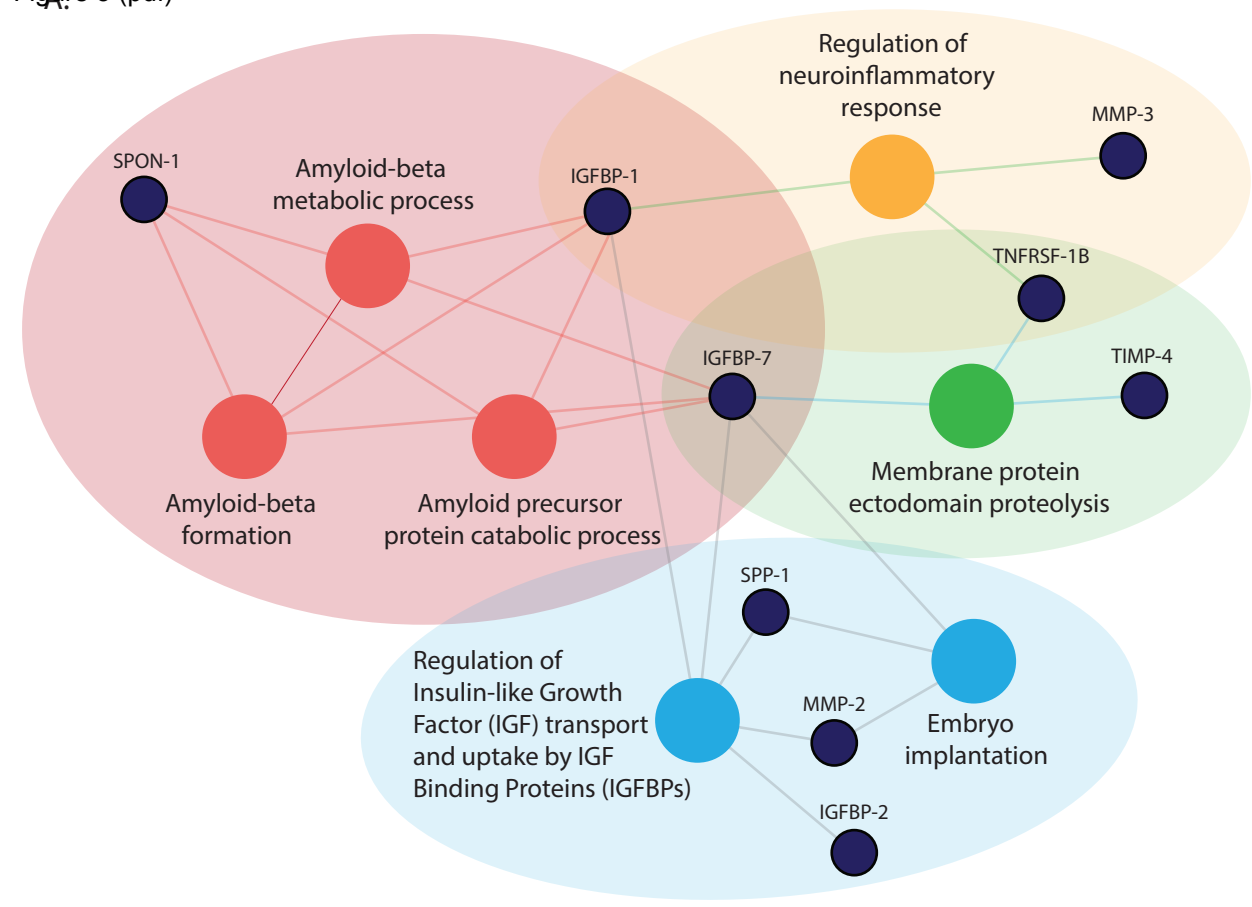 A.
Regulation of
neuroinflammatory
response
MMP-3
SPON-1
Amyloid-beta
metabolic process
IGFBP-1
TNFRSF-1B
IGFBP-7
TIMP-4
Membrane protein
ectodomain proteolysis
Amyloid-beta
formation
Amyloid precursor
protein catabolic process
SPP-1
Regulation of
Insulin-like Growth
Factor (IGF) transport
and uptake by IGF
Binding Proteins (IGFBPs)
MMP-2
Embryo
implantation
IGFBP-2